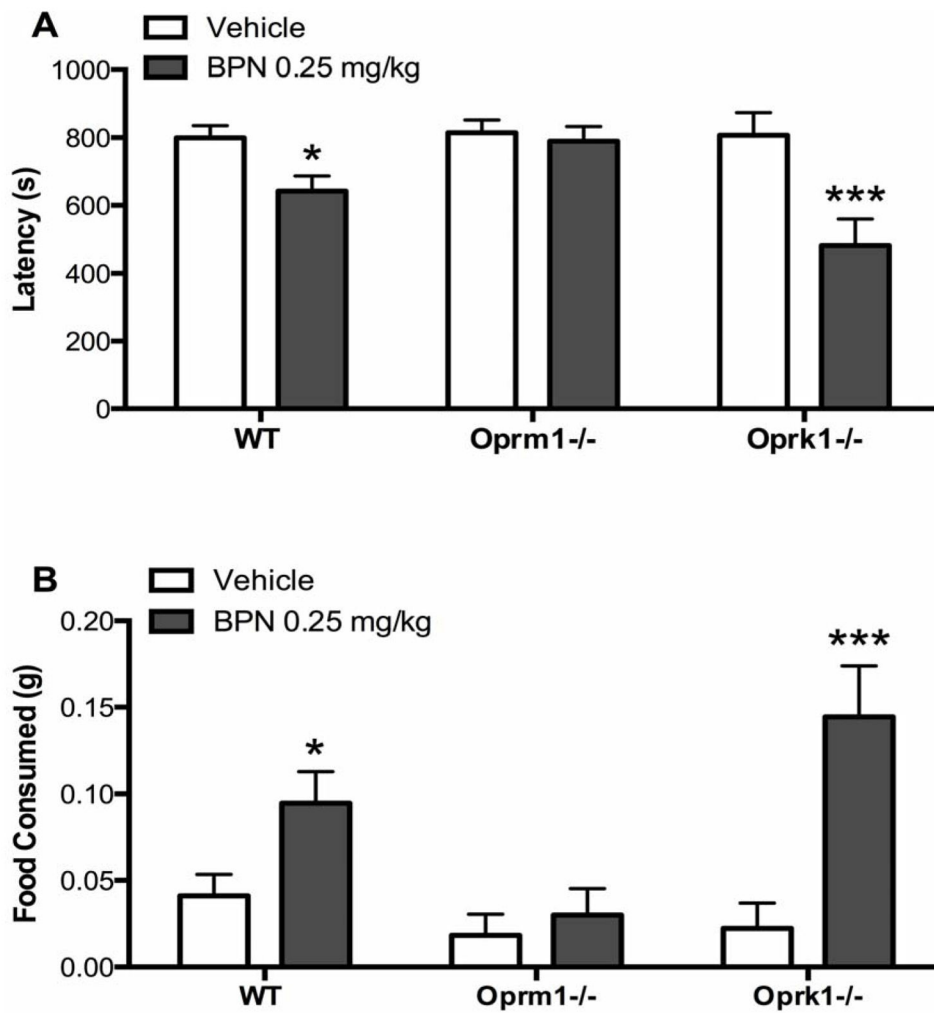 A
Vehicle
BPN 0.25 mg/kg
Latency (s)
1000
800
600
400
200
0
*
***
WT Oprm1-/- Oprk1-/-
B
Vehicle
BPN 0.25 mg/kg
Food Consumed (g)
0.20
0.15
0.10
0.05
0.00
*
***
WT Oprm1-/- Oprk1-/-